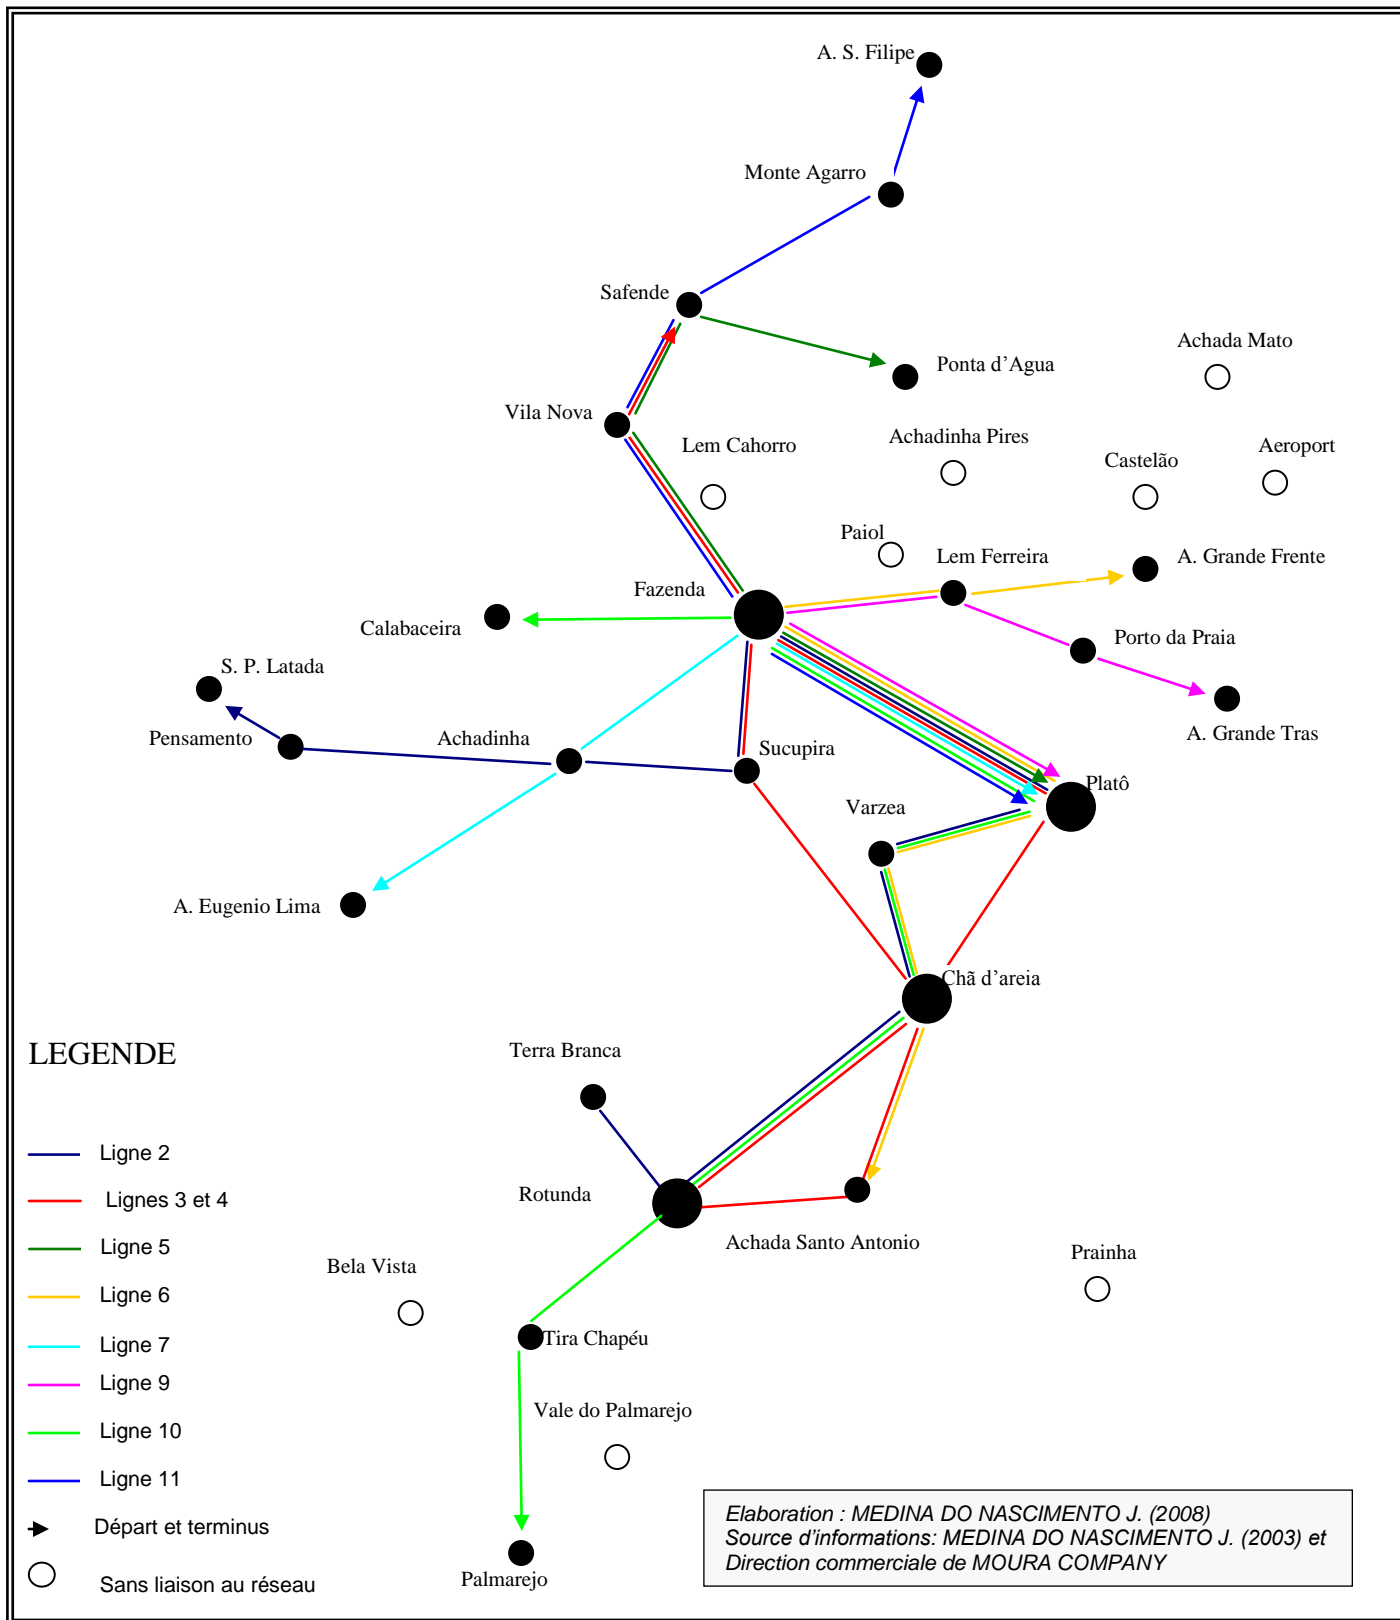 A. S. Filipe
Monte Agarro
Safende
Achada Mato
Ponta d’Agua
Vila Nova
Lem Cahorro
Achadinha Pires
Castelão
Aeroport
Paiol
Lem Ferreira
A. Grande Frente
Fazenda
Calabaceira
Porto da Praia
S. P. Latada
Pensamento
Achadinha
Sucupira
A. Grande Tras
Platô
Varzea
A. Eugenio Lima
Chã d’areia
LEGENDE
Terra Branca
Ligne 2
Lignes 3 et 4
Rotunda
Achada Santo Antonio
Ligne 5
Bela Vista
Prainha
Ligne 6
Tira Chapéu
Ligne 7
Ligne 9
Vale do Palmarejo
Ligne 10
Ligne 11
Départ et terminus
Sans liaison au réseau
Palmarejo
Elaboration : MEDINA DO NASCIMENTO J. (2008)
Source d’informations: MEDINA DO NASCIMENTO J. (2003) et
Direction commerciale de MOURA COMPANY